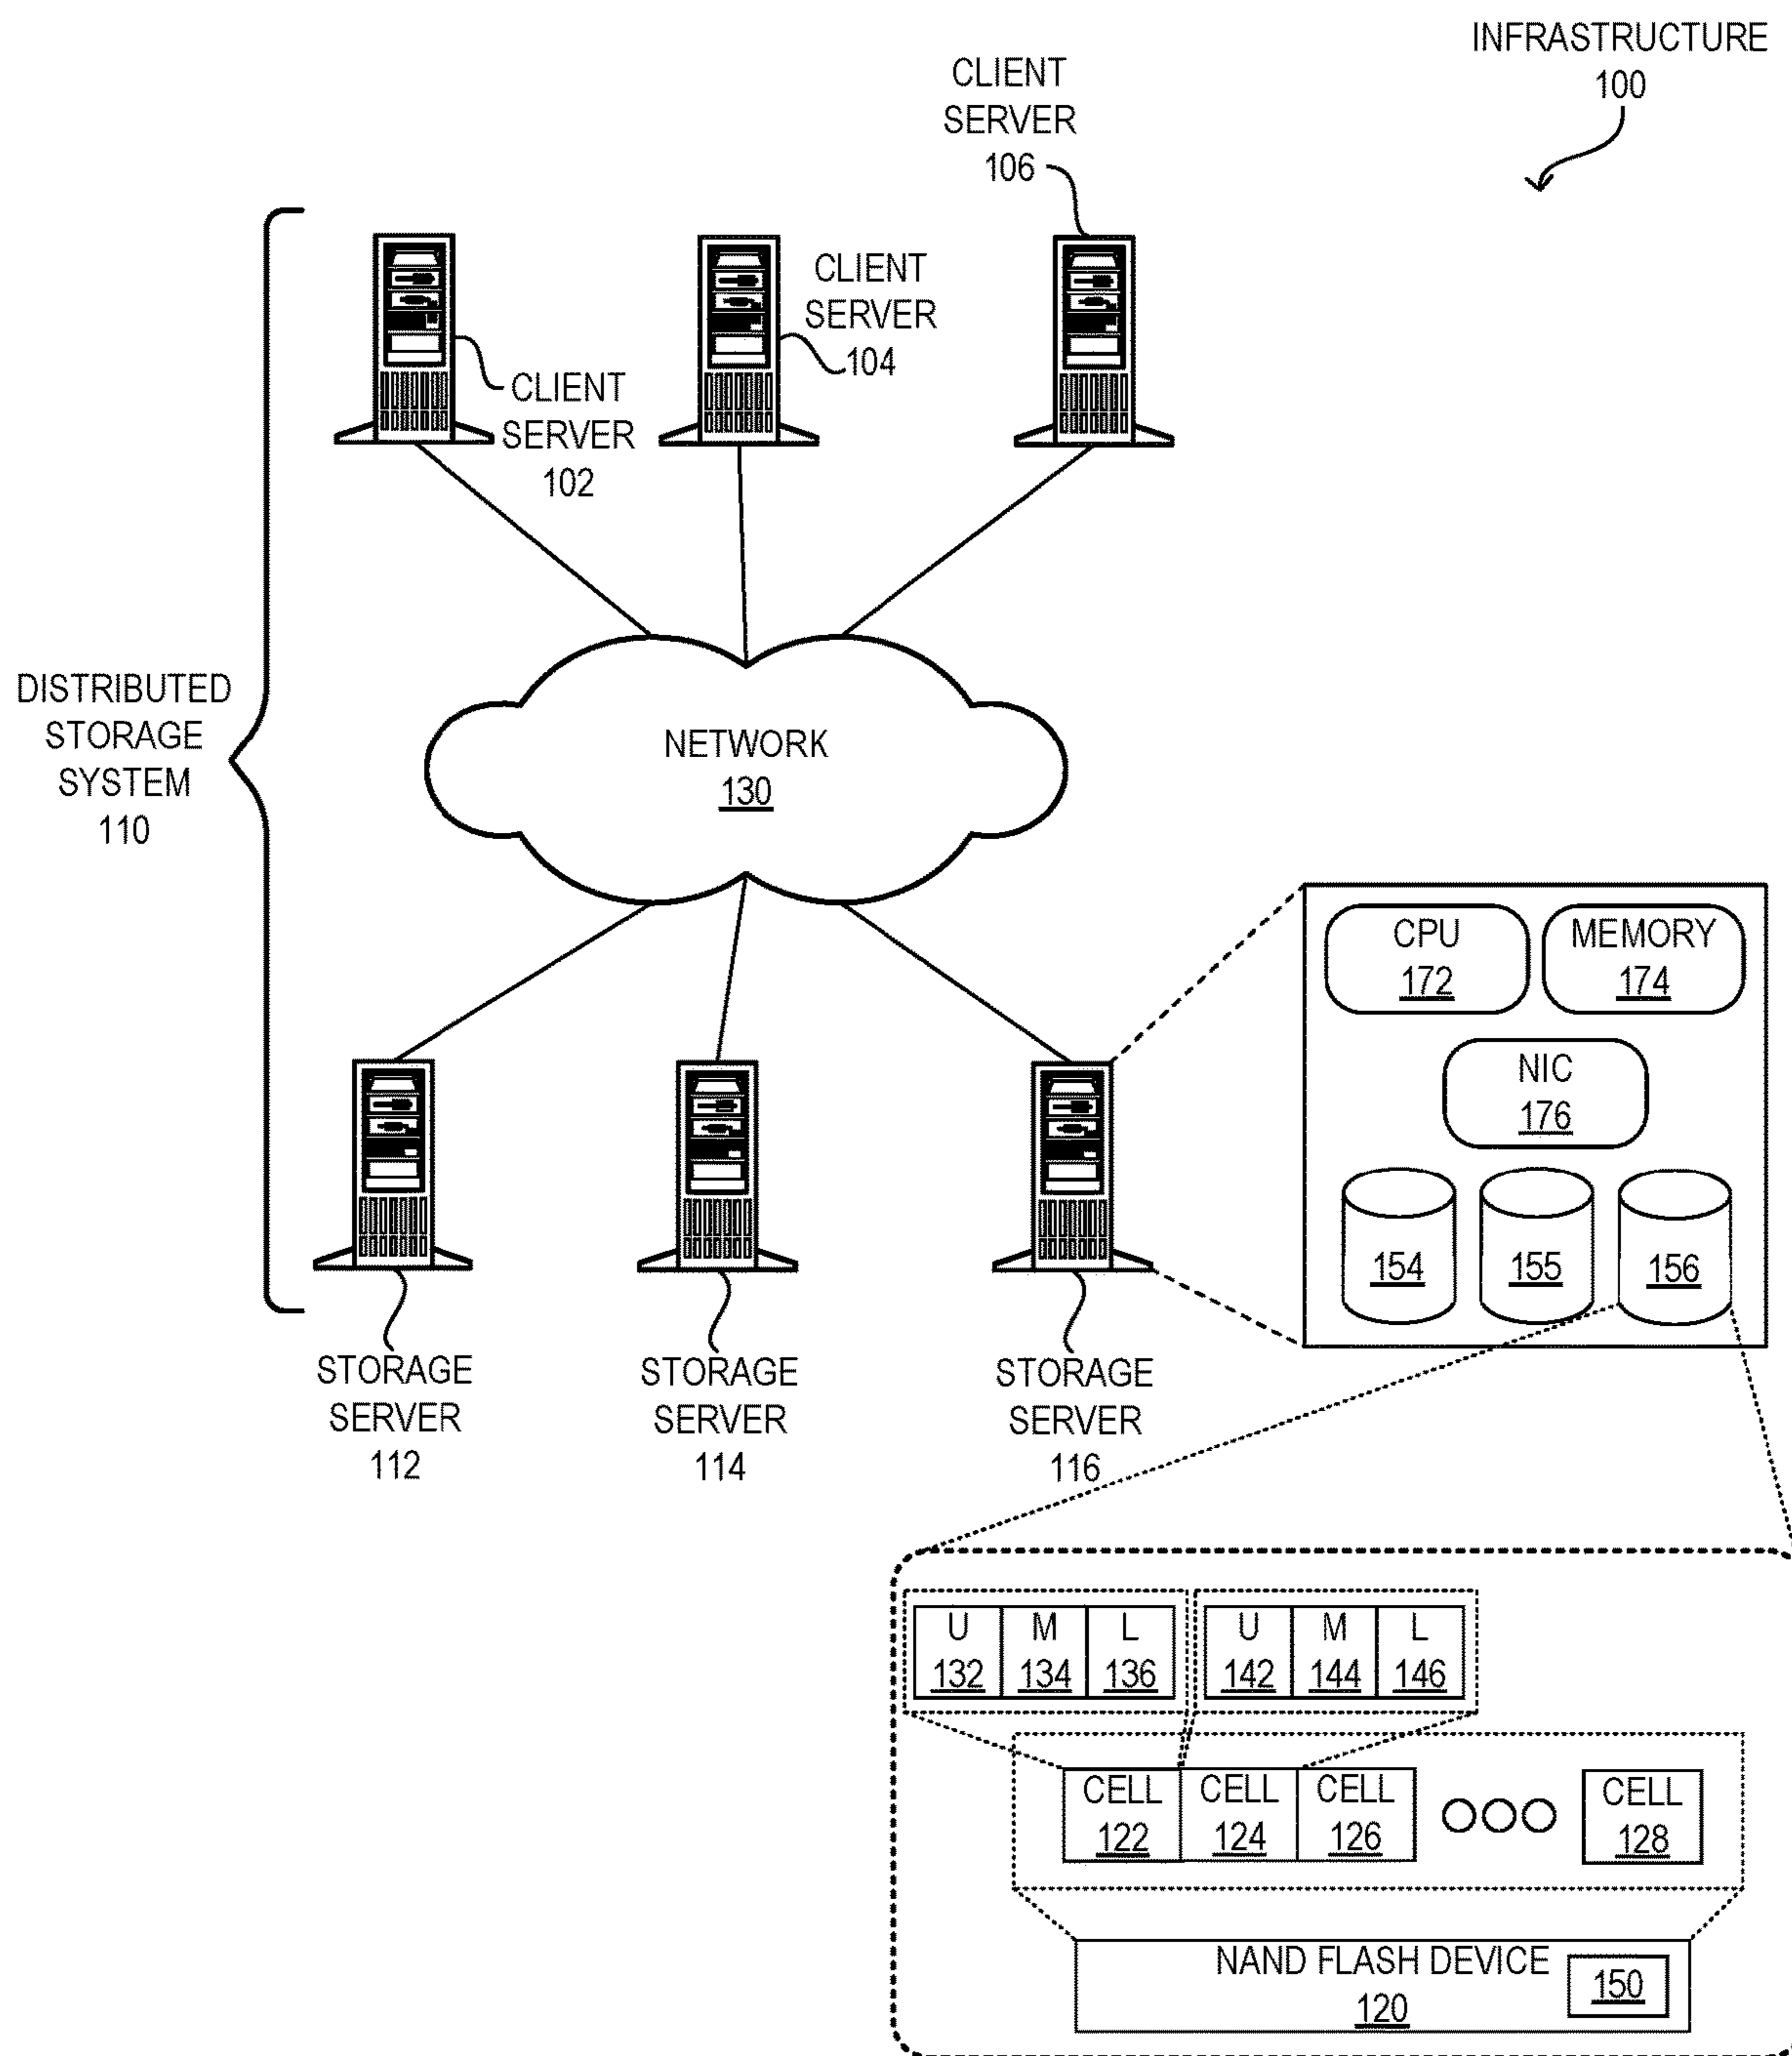 INFRASTRUCTURE
100
CLIENT
SERVER
106
CLIENT
SERVER
104
CLIENT
SERVER
102
DISTRIBUTED
STORAGE
SYSTEM
110
NETWORK
130
CPU
172
MEMORY
174
NIC
176
154
155
156
STORAGE
SERVER
112
STORAGE
SERVER
114
STORAGE
SERVER
116
U
132
M
134
L
136
U
142
M
144
L
146
CELL
122
CELL
124
CELL
126
CELL
128
NAND FLASH DEVICE
120
150